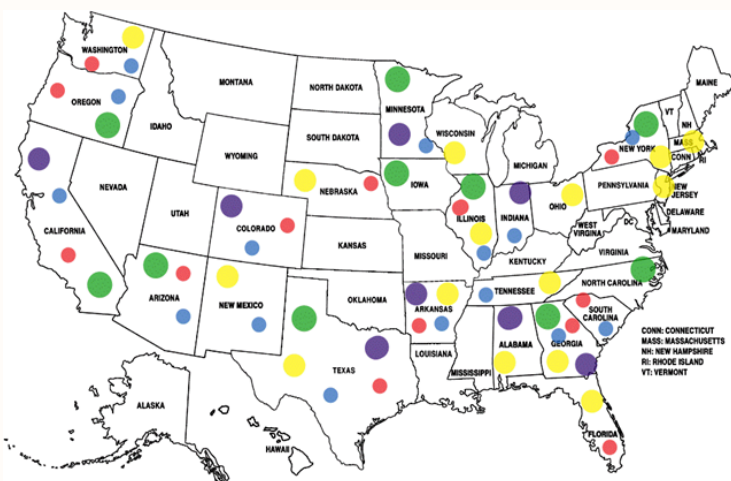 WASHINGTON
OREGON
CALIFORNIA
NEVADA
IDAHO
MONTANA
WYOMING
UTAH
ARIZONA
COLORADO
NEW MEXICO
NORTH DAKOTA
SOUTH DAKOTA
NEBRASKA
KANSAS
OKLAHOMA
TEXAS
MINNESOTA
IOWA
MISSOURI
ARKANSAS
LOUISIANA
WISCONSIN
ILLINOIS
MICHIGAN
INDIANA
OHIO
KENTUCKY
TENNESSEE
MISSISSIPPI
ALABAMA
GEORGIA
FLORIDA
SOUTH
CAROLINA
NORTH CAROLINA
VIRGINIA
WEST
VIRGINIA
DC
MARYLAND
DELAWARE
PENNSYLVANIA
NEW
JERSEY
NEW YORK
CONN
RI
MASS
VT
NH
MAINE
ALASKA
HAWAII
CONN: CONNECTICUT
MASS: MASSACHUSETTS
NH: NEW HAMPSHIRE
RI: RHODE ISLAND
VT: VERMONT